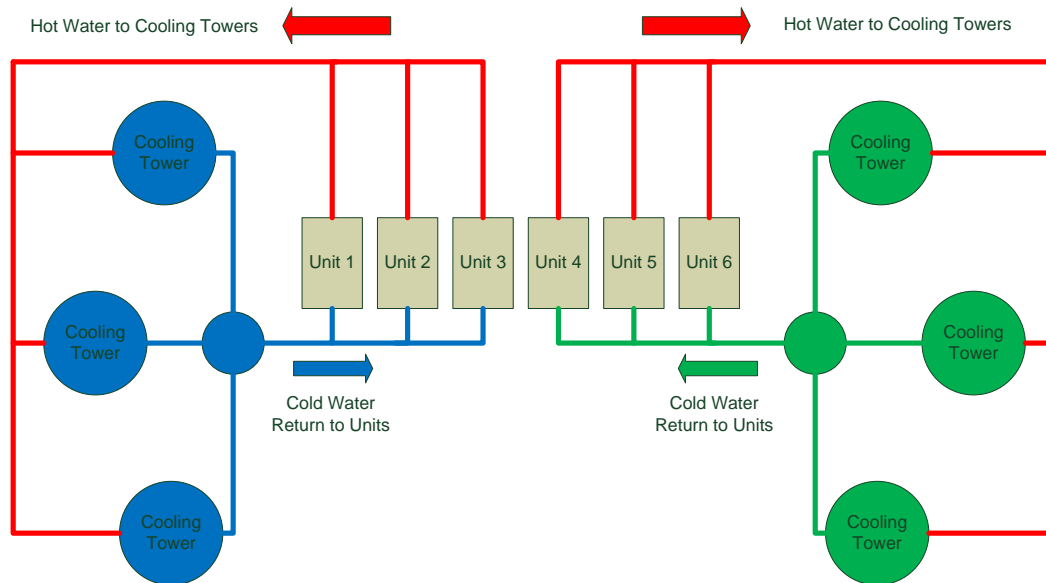 Hot Water to Cooling Towers
Hot Water to Cooling Towers
Cooling
Tower
Cooling
Tower
Unit 1
Unit 2
Unit 3
Unit 4
Unit 5
Unit 6
Cooling
Tower
Cooling
Tower
Cold Water
Return to Units
Cold Water
Return to Units
Cooling
Tower
Cooling
Tower